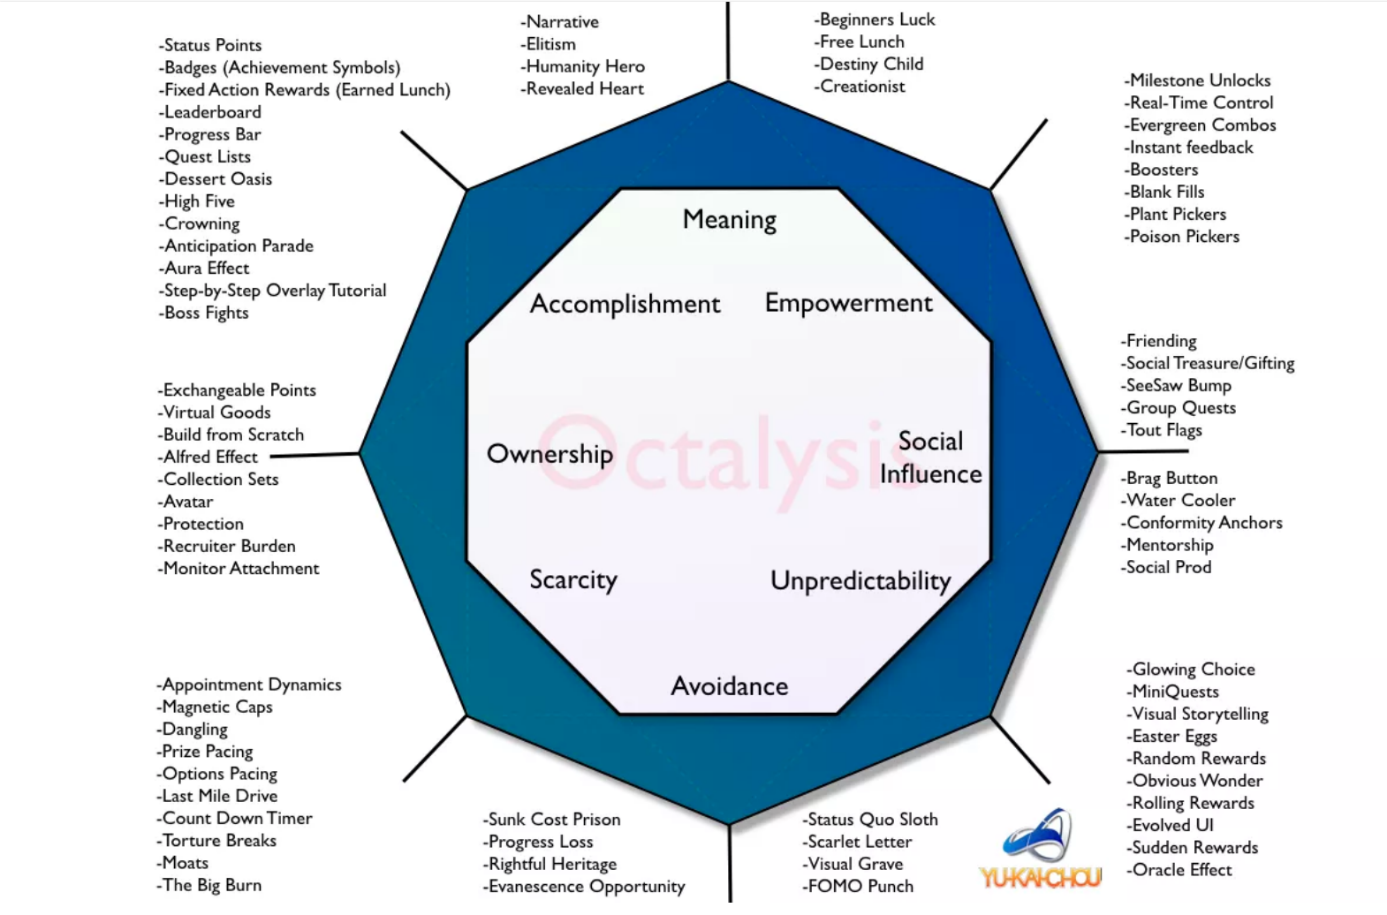 -Narrative
-Elitism
-Humanity Hero
-Revealed Heart
-Beginners Luck
-Free Lunch
-Destiny Child
-Creationist
-Status Points
-Badges (Achievement Symbols)
-Fixed Action Rewards (Earned Lunch)
-Leaderboard
-Progress Bar
-Quest Lists
-Dessert Oasis
-High Five
-Crowning
-Anticipation Parade
-Aura Effect
-Step-by-Step Overlay Tutorial
-Boss Fights
-Milestone Unlocks
-Real-Time Control
-Evergreen Combos
-Instant feedback
-Boosters
-Blank Fills
-Plant Pickers
-Poison Pickers
Meaning
Accomplishment
Empowerment
Ownership
Octalysis
Social
Influence
Scarcity
Unpredictability
Avoidance
-Exchangeable Points
-Virtual Goods
-Build from Scratch
-Alfred Effect
-Collection Sets
-Avatar
-Protection
-Recruiter Burden
-Monitor Attachment
-Friending
-Social Treasure/Gifting
-SeeSaw Bump
-Group Quests
-Tout Flags
-Brag Button
-Water Cooler
-Conformity Anchors
-Mentorship
-Social Prod
-Appointment Dynamics
-Magnetic Caps
-Dangling
-Prize Pacing
-Options Pacing
-Last Mile Drive
-Count Down Timer
-Torture Breaks
-Moats
-The Big Burn
-Sunk Cost Prison
-Progress Loss
-Rightful Heritage
-Evanescence Opportunity
-Status Quo Sloth
-Scarlet Letter
-Visual Grave
-FOMO Punch
-Glowing Choice
-MiniQuests
-Visual Storytelling
-Easter Eggs
-Random Rewards
-Obvious Wonder
-Rolling Rewards
-Evolved UI
-Sudden Rewards
-Oracle Effect
YU-KAI-CHOU